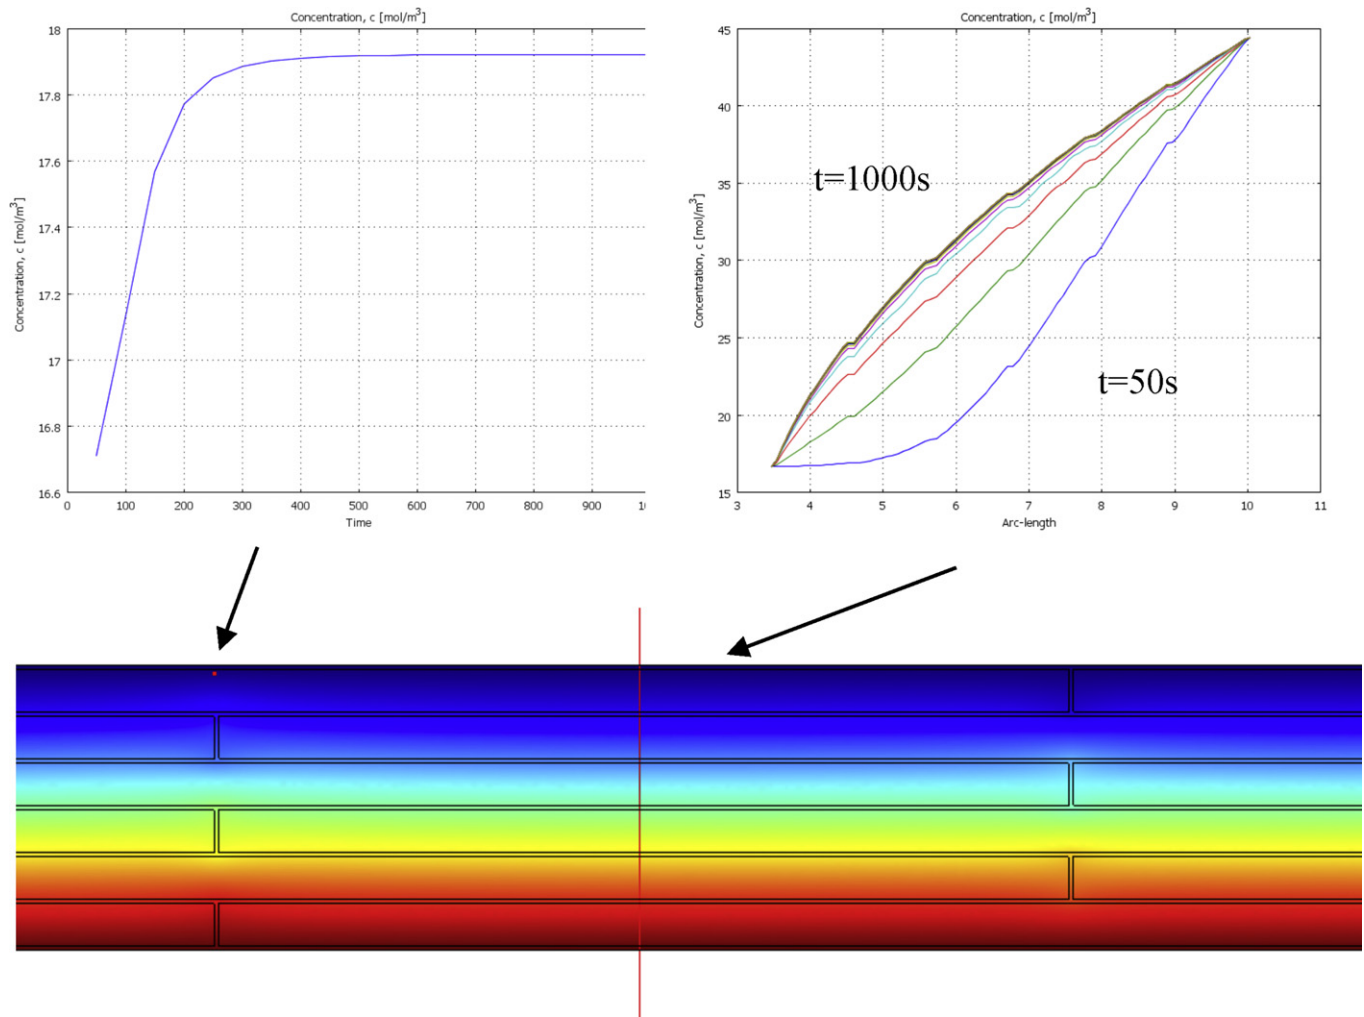 Concentration, c [mol/m³]
18
17.8
17.6
17.4
17.2
17
16.8
16.6
Concentration, c [mol/m³]
0 100 200 300 400 500 600 700 800 900 1(
Time
Concentration, c [mol/m³]
45
40
35
30
25
20
15
Concentration, c [mol/m³]
t=1000s
t=50s
3 4 5 6 7 8 9 10 11
Arc-length